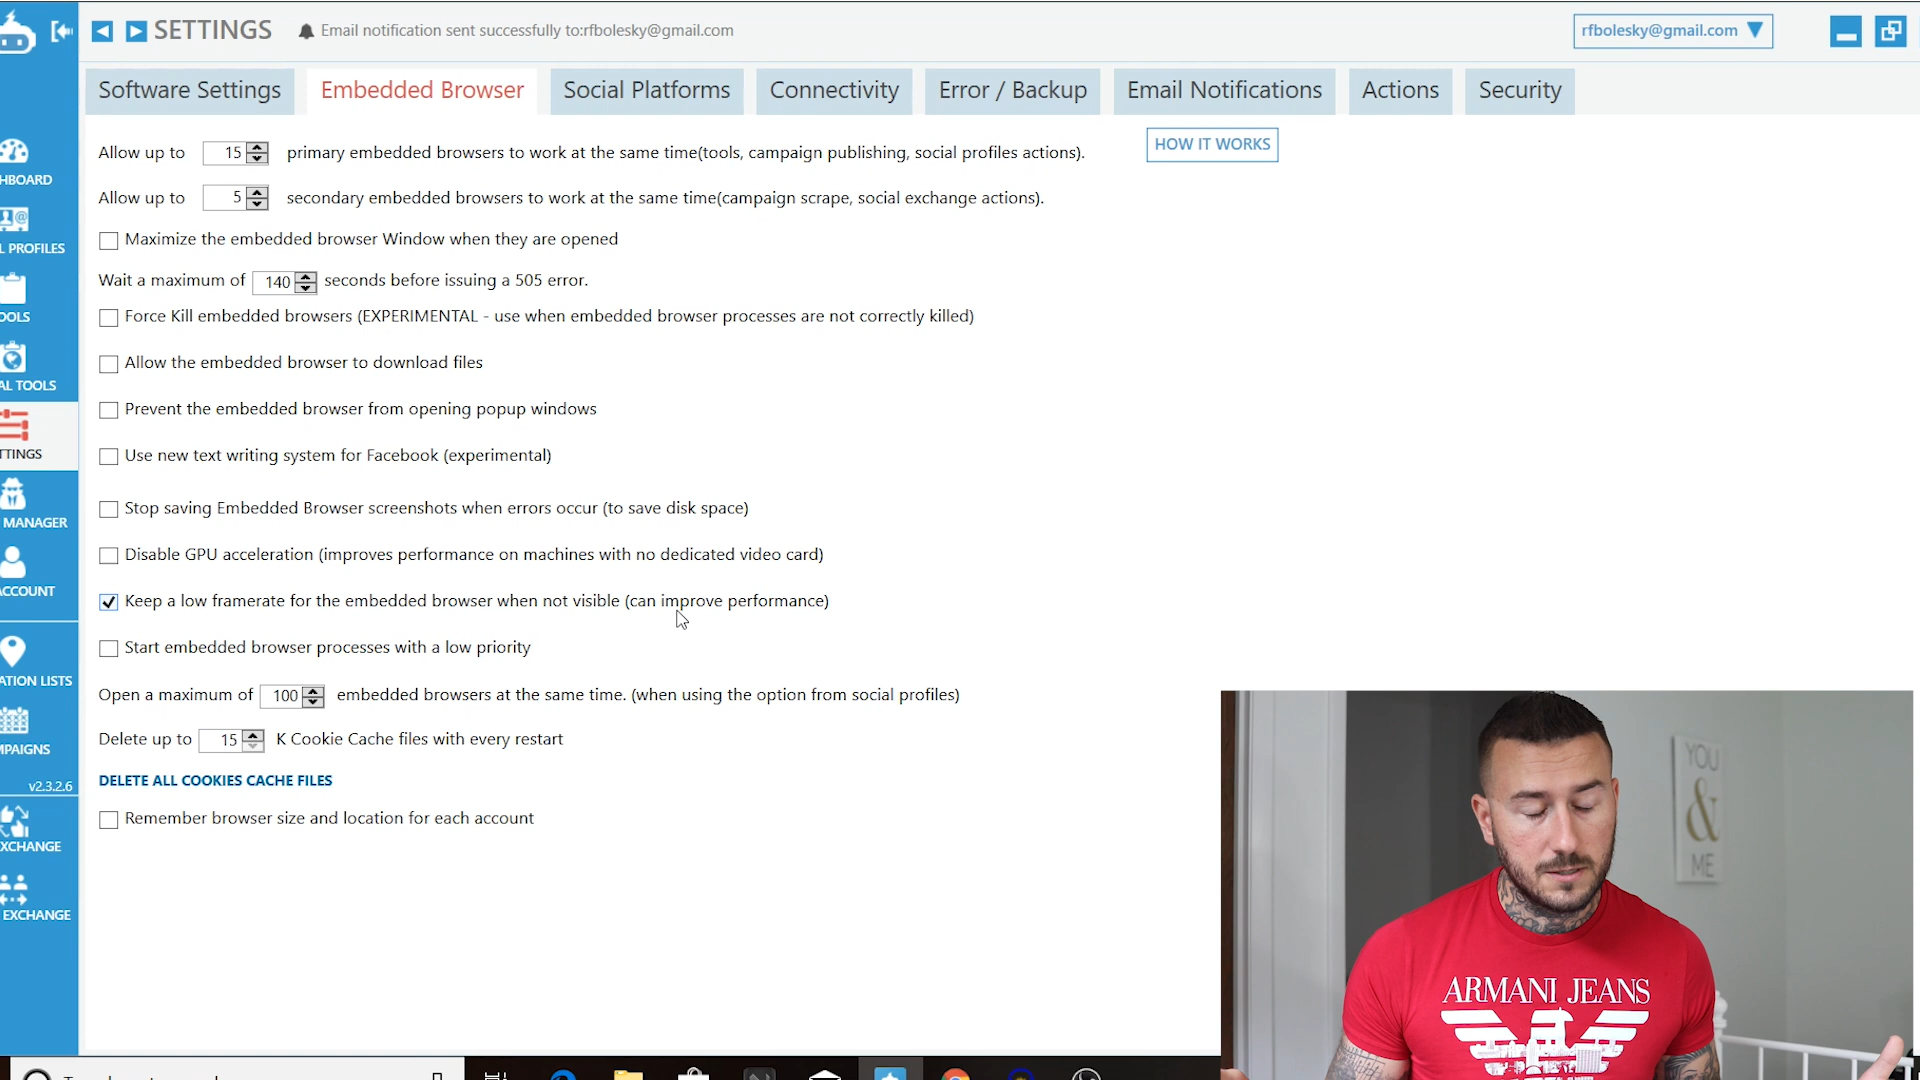 SETTINGS
Email notification sent successfully to:rfbolesky@gmail.com
rfbolesky@gmail.com
Software Settings
Embedded Browser
Social Platforms
Connectivity
Error / Backup
Email Notifications
Actions
Security
HOW IT WORKS
Allow up to 15 primary embedded browsers to work at the same time(tools, campaign publishing, social profiles actions).
Allow up to 5 secondary embedded browsers to work at the same time(campaign scrape, social exchange actions).
Maximize the embedded browser Window when they are opened
Wait a maximum of 140 seconds before issuing a 505 error.
Force Kill embedded browsers (EXPERIMENTAL - use when embedded browser processes are not correctly killed)
Allow the embedded browser to download files
Prevent the embedded browser from opening popup windows
Use new text writing system for Facebook (experimental)
Stop saving Embedded Browser screenshots when errors occur (to save disk space)
Disable GPU acceleration (improves performance on machines with no dedicated video card)
Keep a low framerate for the embedded browser when not visible (can improve performance)
Start embedded browser processes with a low priority
Open a maximum of 100 embedded browsers at the same time. (when using the option from social profiles)
Delete up to 15 K Cookie Cache files with every restart
DELETE ALL COOKIES CACHE FILES
Remember browser size and location for each account
HBOARD
L PROFILES
OOLS
AL TOOLS
TTINGS
MANAGER
ACCOUNT
ATION LISTS
MPAIGNS
v2.3.2.6
XCHANGE
EXCHANGE
YOU
&
ME
ARMANI JEANS